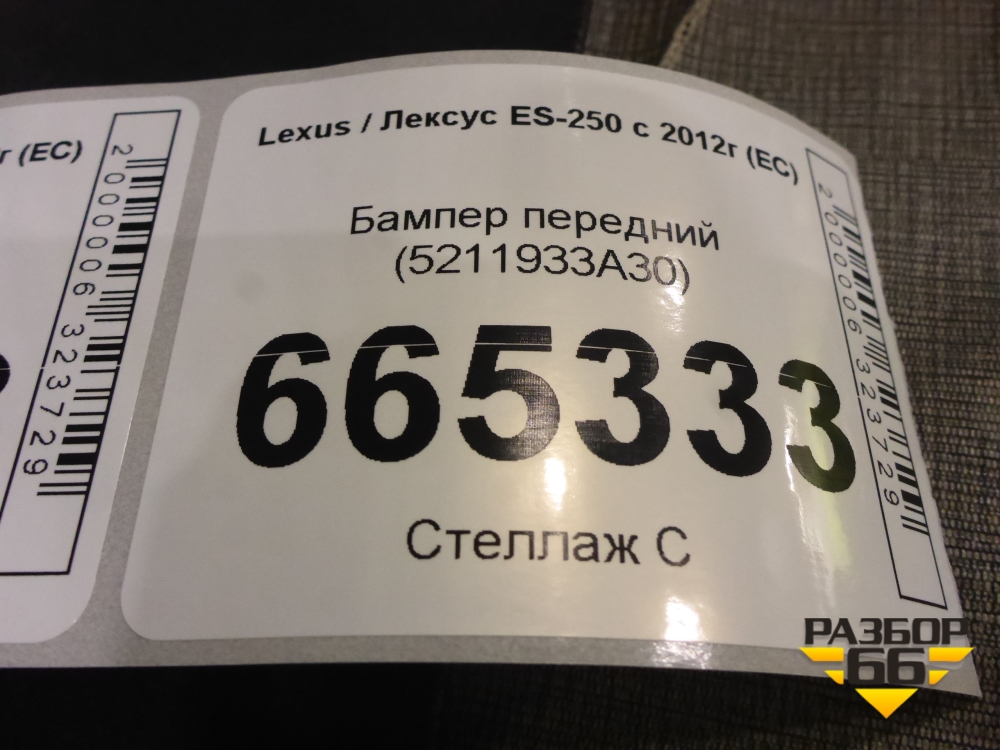 г (ЕС)
2000006323729
Lexus / Лексус ES-250 с 2012г (ЕС)
Бампер передний
(5211933A30)
665333
Стеллаж С
2000006323729
РАЗБОР
66